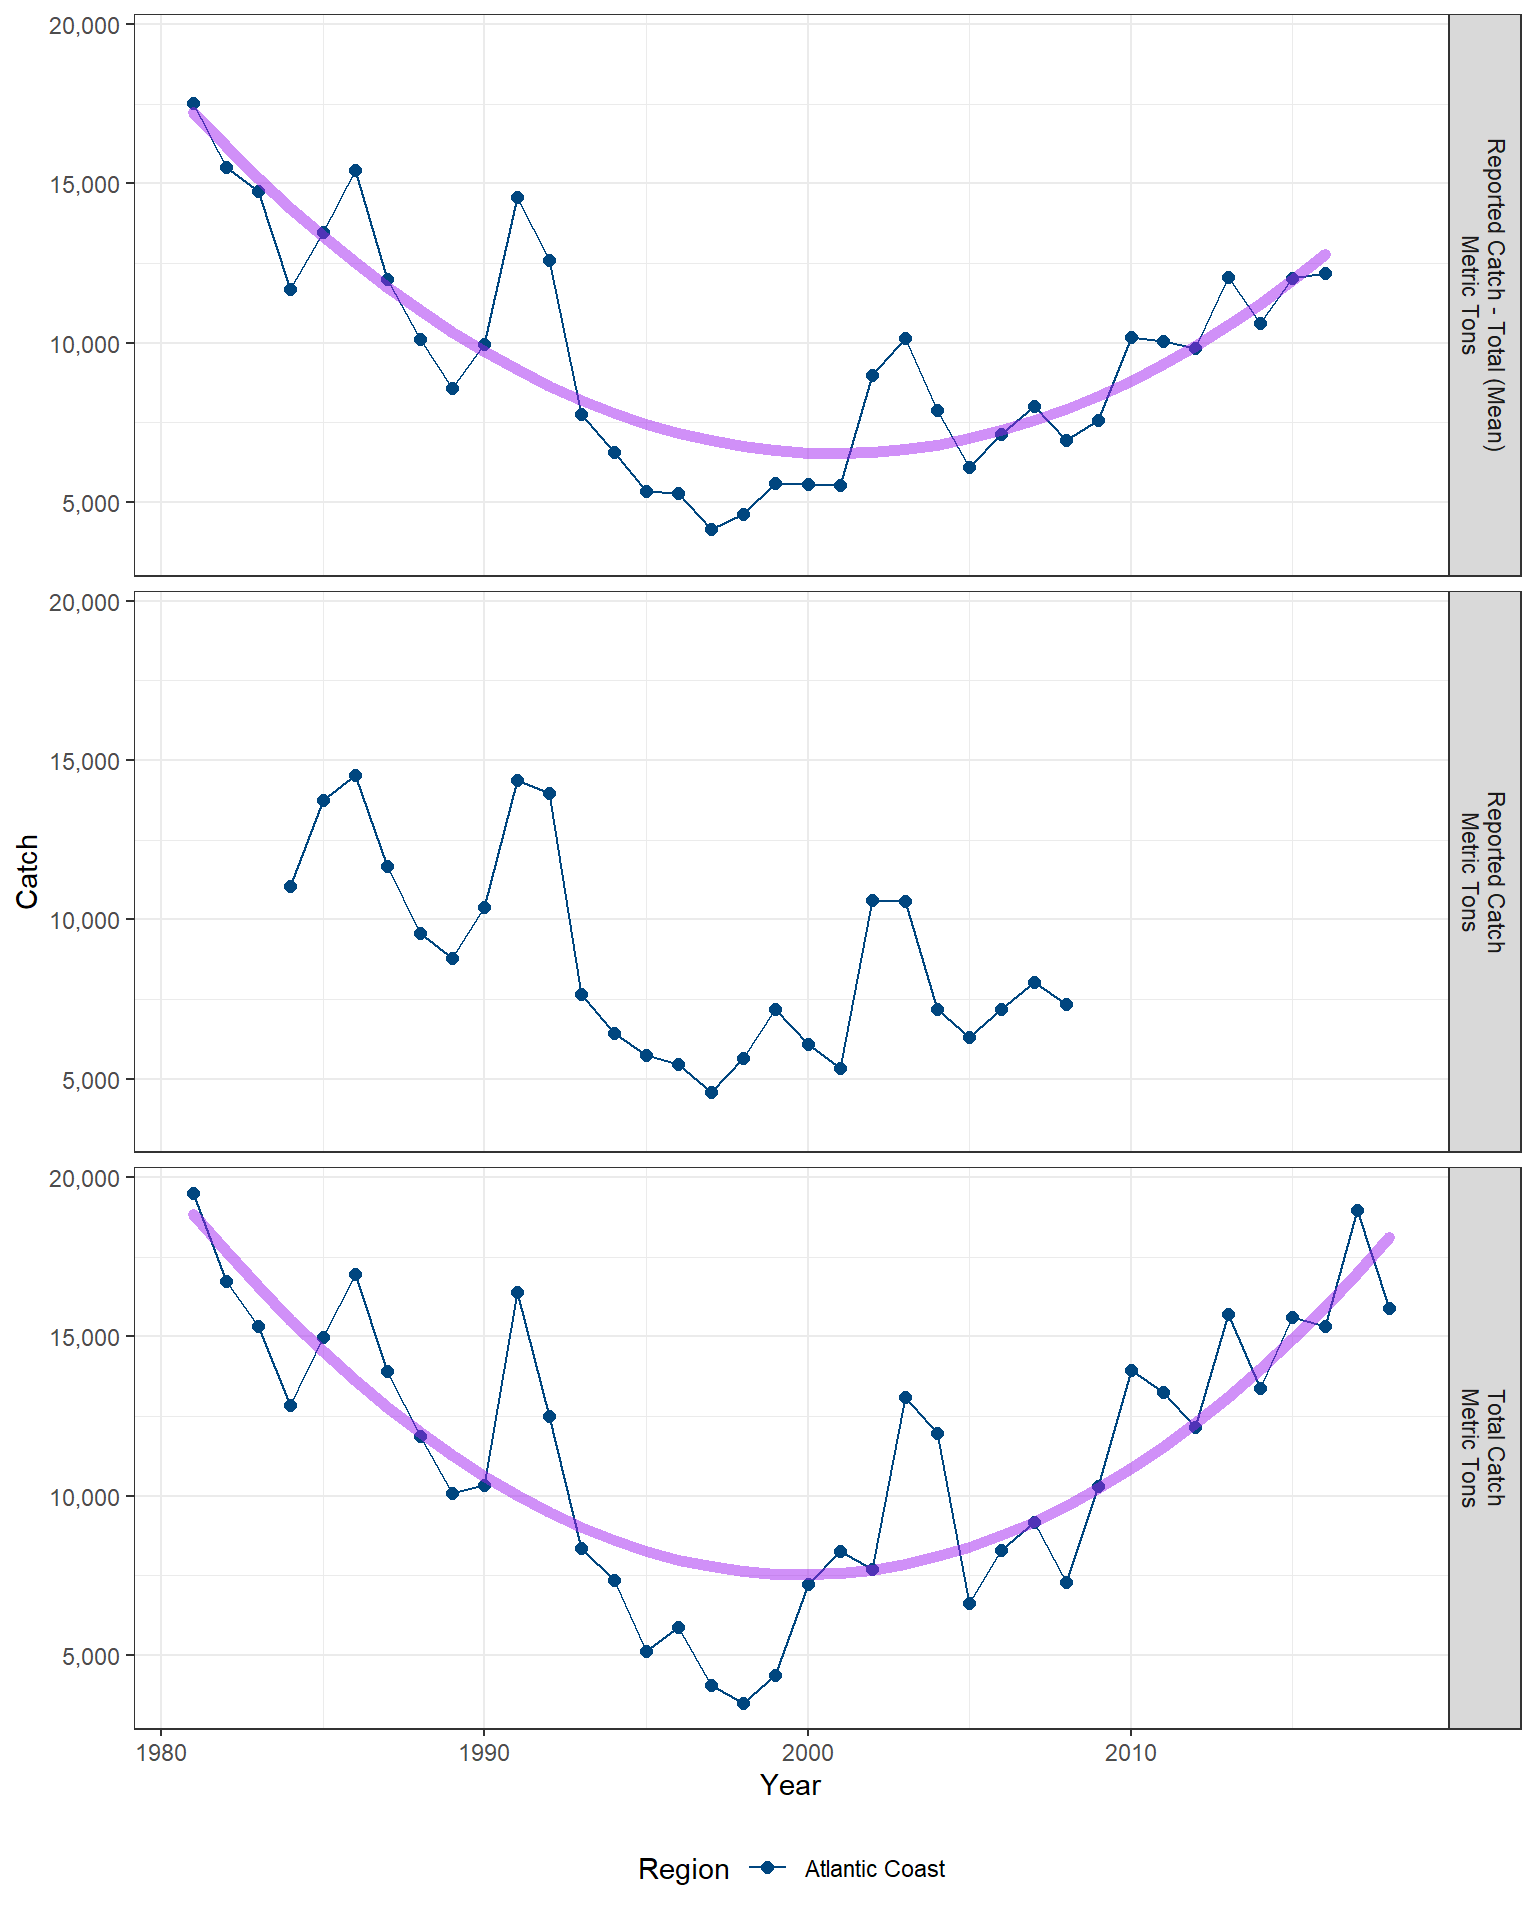 20,000
15,000
10,000
5,000
Reported Catch - Total (Mean)
Metric Tons
20,000
15,000
10,000
5,000
Reported Catch
Metric Tons
Catch
20,000
15,000
10,000
5,000
Total Catch
Metric Tons
1980 1990 2000 2010
Year
Region Atlantic Coast